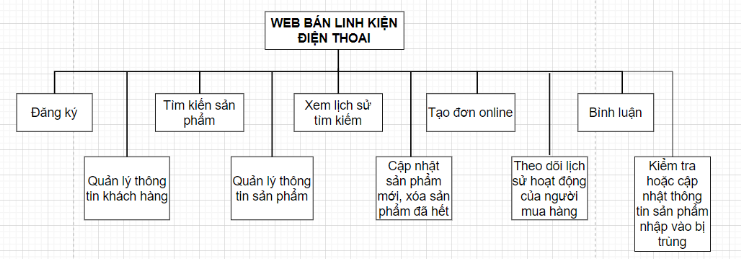 WEB BÁN LINH KIỆN
ĐIỆN THOAI
Đăng ký
Tìm kiến sản
phẩm
Xem lịch sử
tìm kiếm
Tạo đơn online
Bình luận
Quản lý thông
tin khách hàng
Quản lý thông
tin sản phẩm
Cập nhật
sản phẩm
mới, xóa sản
phẩm đã hết
Theo dõi lịch
sử hoạt động
của người
mua hàng
Kiểm tra
hoặc cập
nhật thông
tin sản phẩm
nhập vào bị
trùng